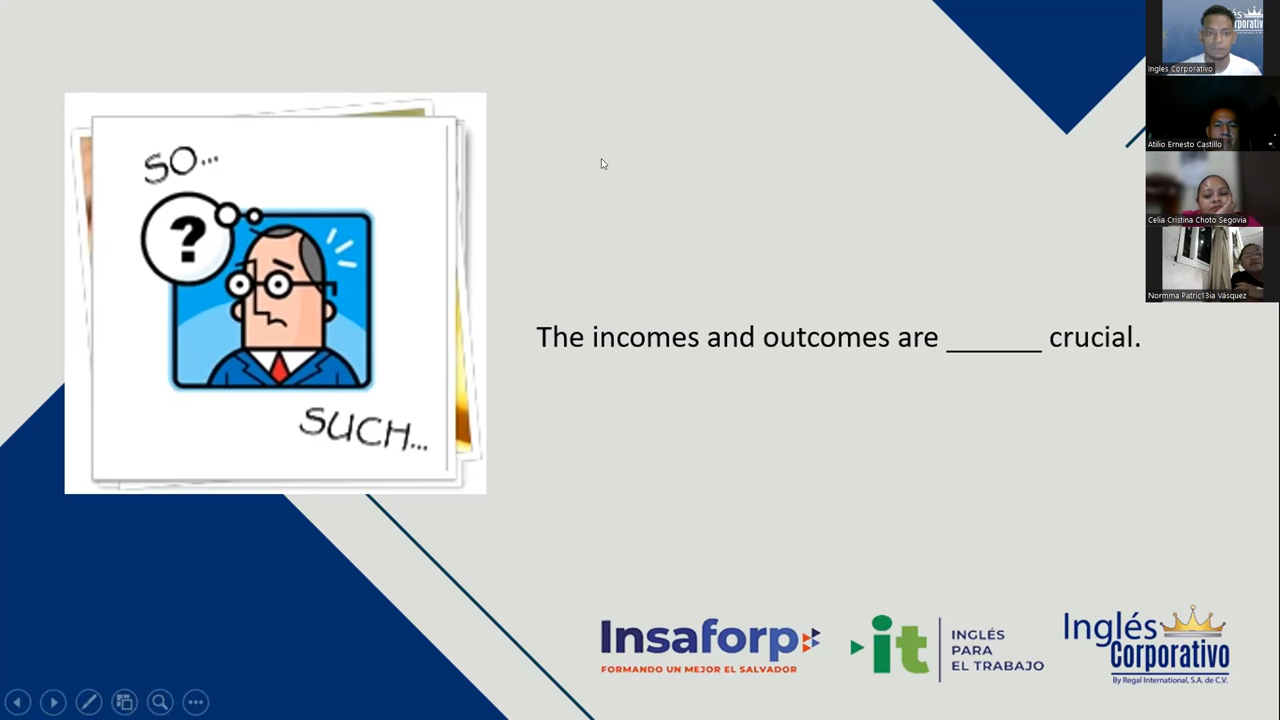 SO...
?
SUCH...
The incomes and outcomes are ______ crucial.
Insaforp
FORMANDO UN MEJOR EL SALVADOR
it
INGLÉS
PARA
EL TRABAJO
Inglés
Corporativo
By Regal International, S.A. de C.V.
Ingles Corporativo
Atilio Ernesto Castillo
Celia Cristina Choto Segovia
Normma Patric13ia Vásquez